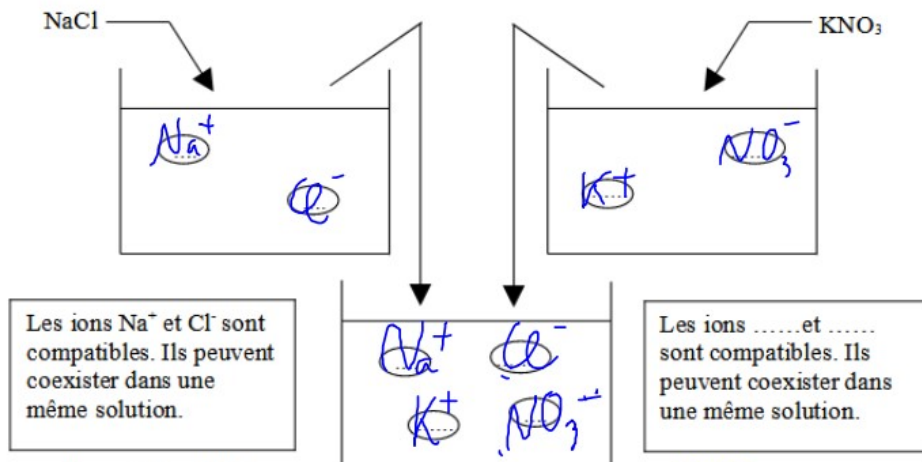 NaCl
KNO₃
Na⁺
Cl⁻
NO₃⁻
K⁺
Les ions Na⁺ et Cl⁻ sont
compatibles. Ils peuvent
coexister dans une
même solution.
Na⁺ Cl⁻
K⁺ NO₃⁻
Les ions ...... et ......
sont compatibles. Ils
peuvent coexister dans
une même solution.